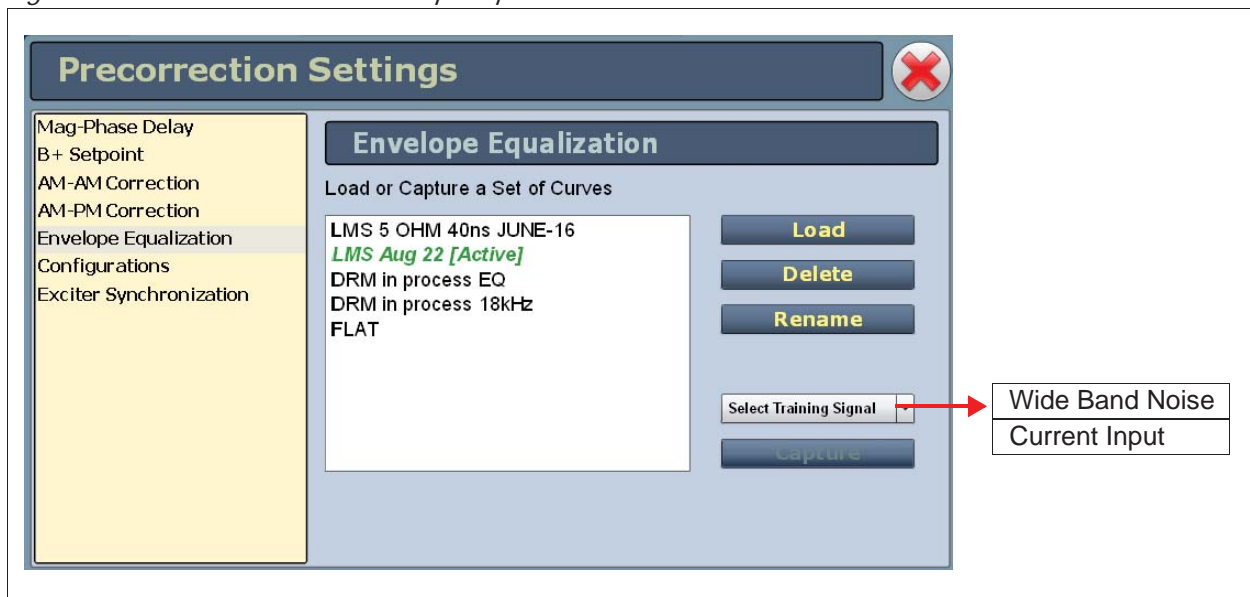 Precorrection Settings
Mag-Phase Delay
B+ Setpoint
AM-AM Correction
AM-PM Correction
Envelope Equalization
Configurations
Exciter Synchronization
Envelope Equalization
Load or Capture a Set of Curves
LMS 5 OHM 40ns JUNE-16
LMS Aug 22 [Active]
DRM in process EQ
DRM in process 18kHz
FLAT
Load
Delete
Rename
Select Training Signal
Capture
Wide Band Noise
Current Input